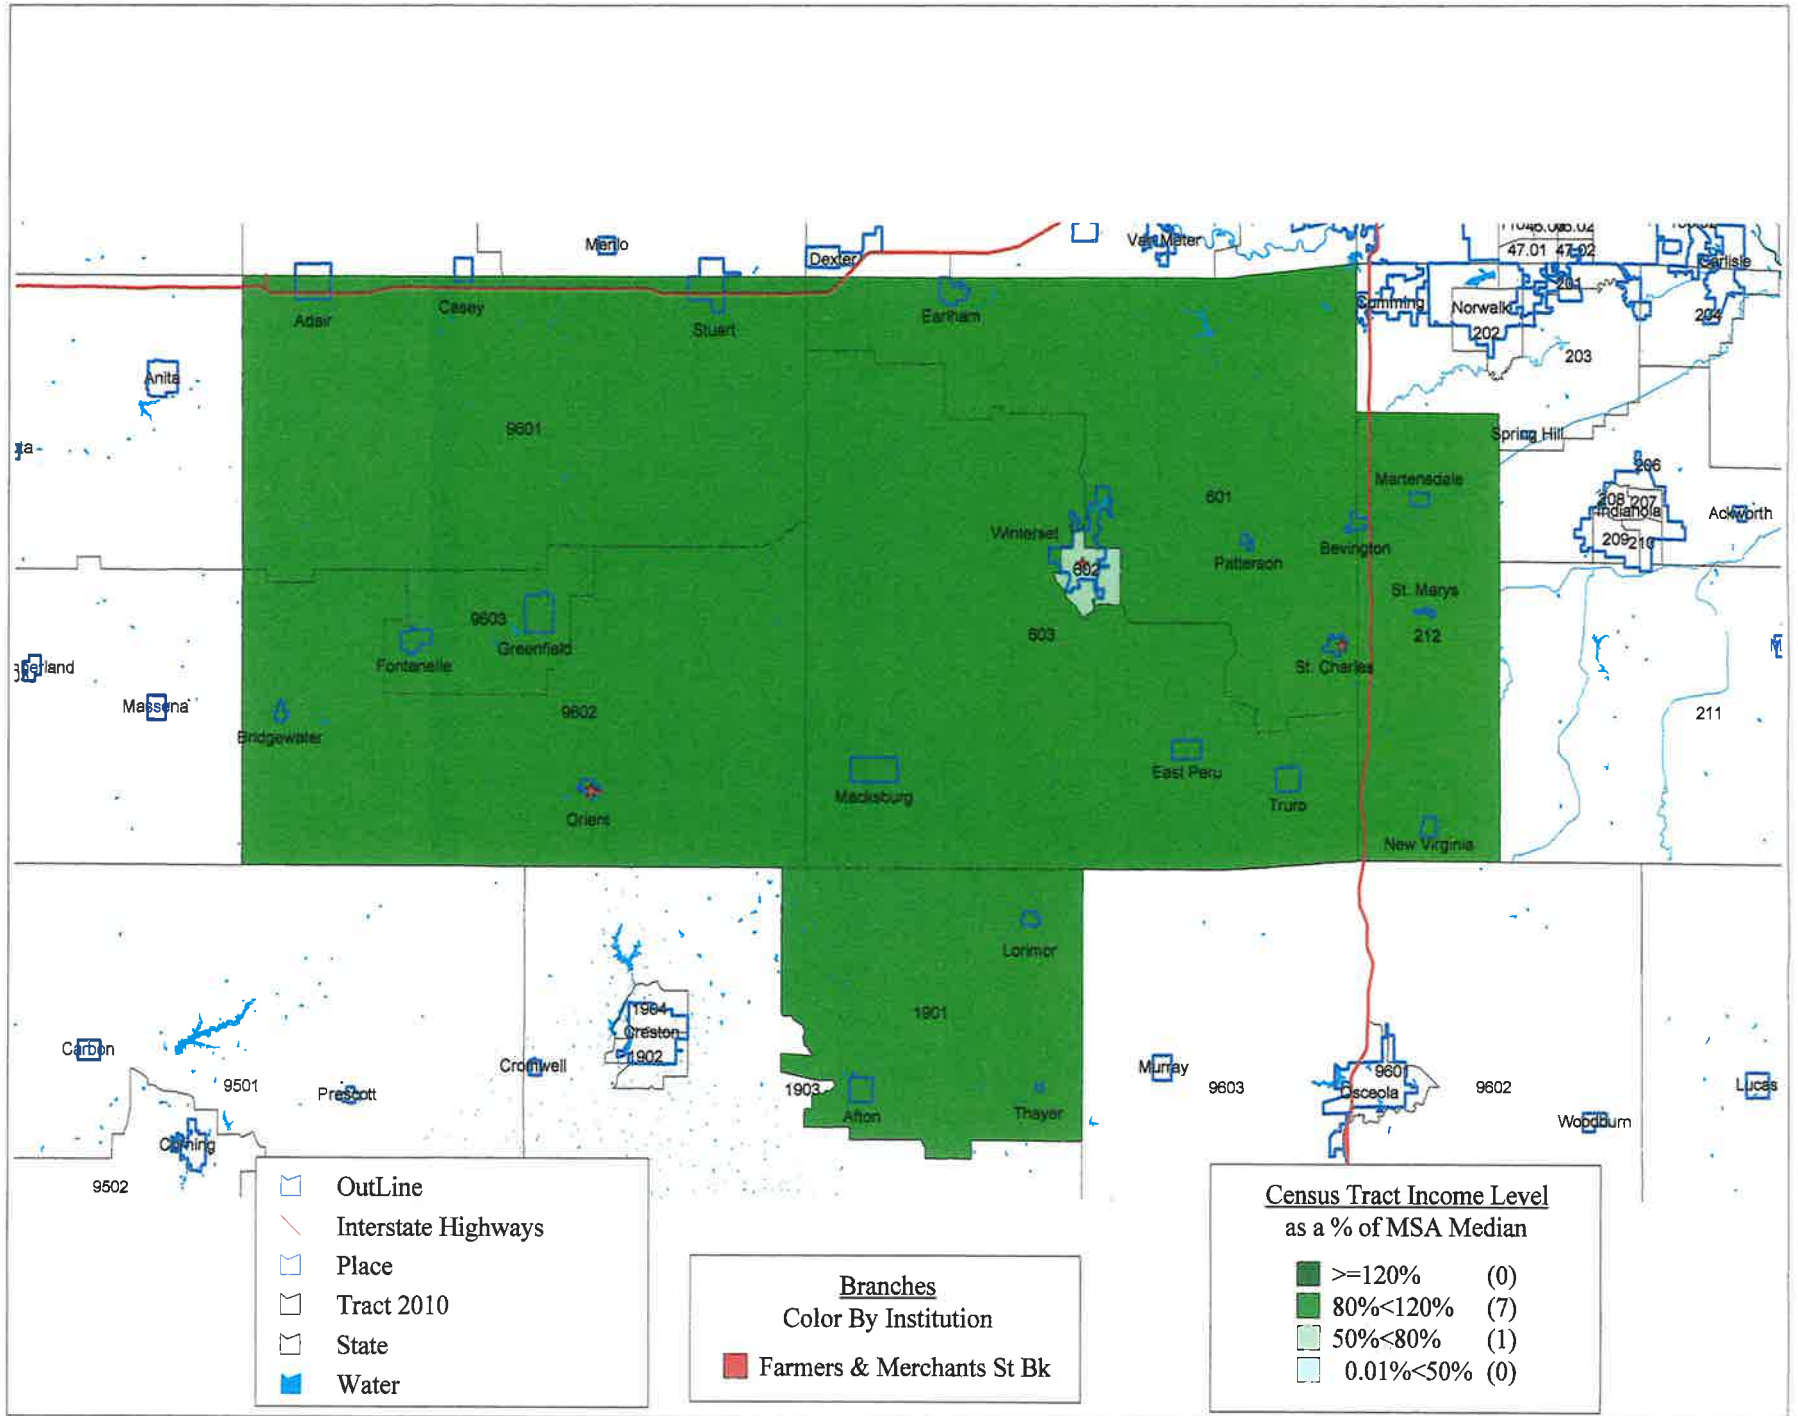 Menlo
Dexter
Van Meter
47.01
47.02
Carlisle
Adair
Casey
Stuart
Earlham
Cumming
Norwalk
201
202
203
204
Anita
9601
Spring Hill
Martensdale
206
208
207
Indianola
209
210
Ackworth
601
Winterset
602
Patterson
Bevington
St. Marys
212
603
St. Charles
9603
Greenfield
Fontanelle
Massena
9602
Bridgewater
211
Macksburg
East Peru
Truro
Orient
New Virginia
Lorimor
1901
1904
Creston
1902
Carbon
9501
Prescott
Cromwell
1903
Afton
Thayer
Murray
9603
9601
Osceola
9602
Lucas
Woodburn
Corning
9502
OutLine
Interstate Highways
Place
Tract 2010
State
Water
Branches
Color By Institution
Farmers & Merchants St Bk
Census Tract Income Level
as a % of MSA Median
>=120% (0)
80%<120% (7)
50%<80% (1)
0.01%<50% (0)